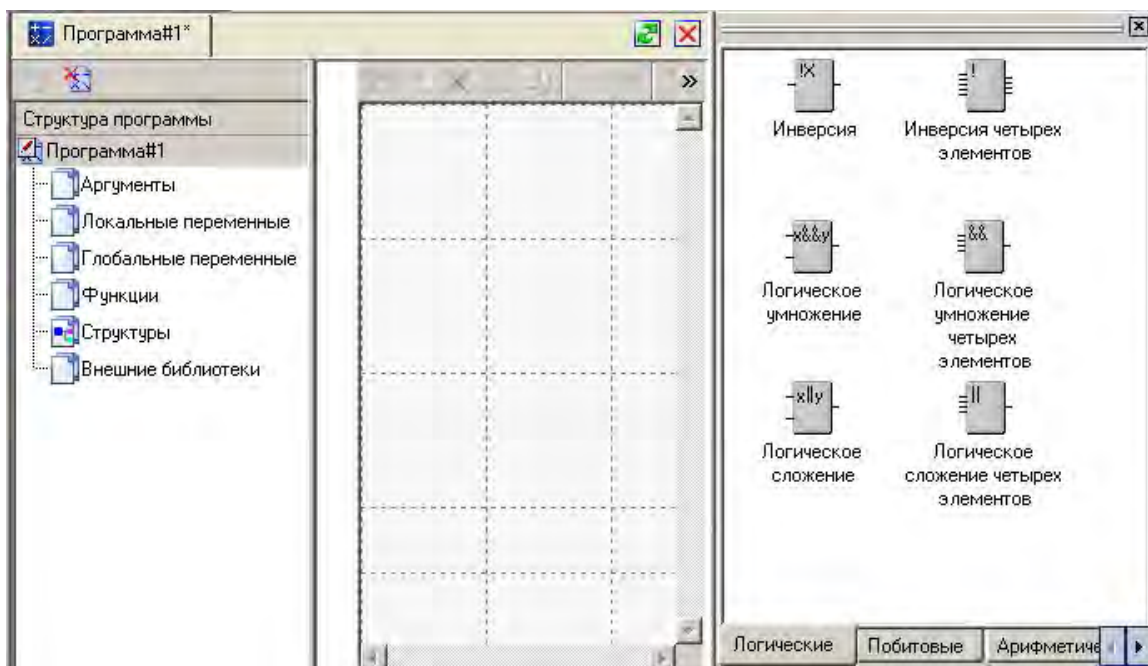 Программа#1*
»
Структура программы
Программа#1
Аргументы
Локальные переменные
Глобальные переменные
Функции
Структуры
Внешние библиотеки
!X
Инверсия
!
Инверсия четырех
элементов
x&&y
Логическое
умножение
&&
Логическое
умножение
четырех
элементов
x||y
Логическое
сложение
||
Логическое
сложение четырех
элементов
Логические
Побитовые
Арифметиче